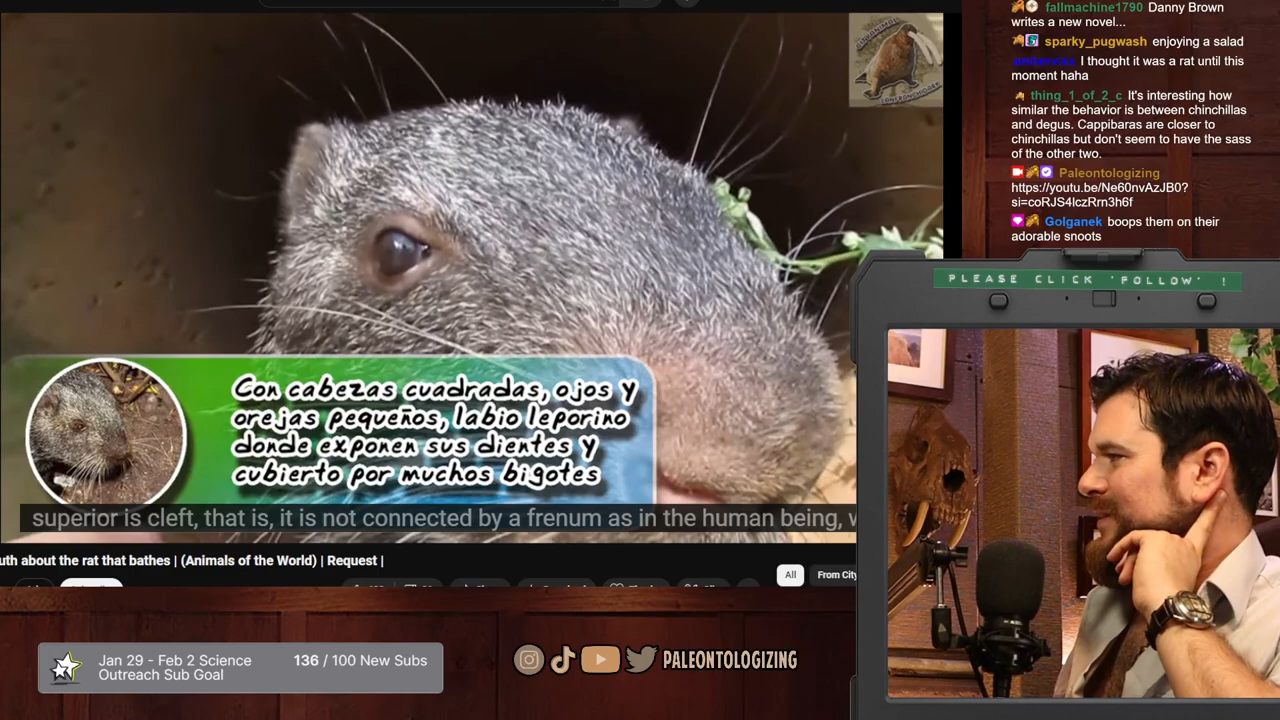 fallmachine1790 Danny Brown
writes a new novel...
sparky_pugwash enjoying a salad
I thought it was a rat until this
moment haha
thing_1_of_2_c It's interesting how
similar the behavior is between chinchillas
and degus. Cappibaras are closer to
chinchillas but don't seem to have the sass
of the other two.
Paleontologizing
https://youtu.be/Ne60nvAzJB0?
si=coRJS4lczRrn3h6f
Golganek boops them on their
adorable snoots
PLEASE CLICK 'FOLLOW' !
Con cabezas cuadradas, ojos y
orejas pequeños, labio leporino
donde exponen sus dientes y
cubierto por muchos bigotes
superior is cleft, that is, it is not connected by a frenum as in the human being, w
uth about the rat that bathes | (Animals of the World) | Request |
All From City
Jan 29 - Feb 2 Science 136 / 100 New Subs
Outreach Sub Goal
PALEONTOLOGIZING